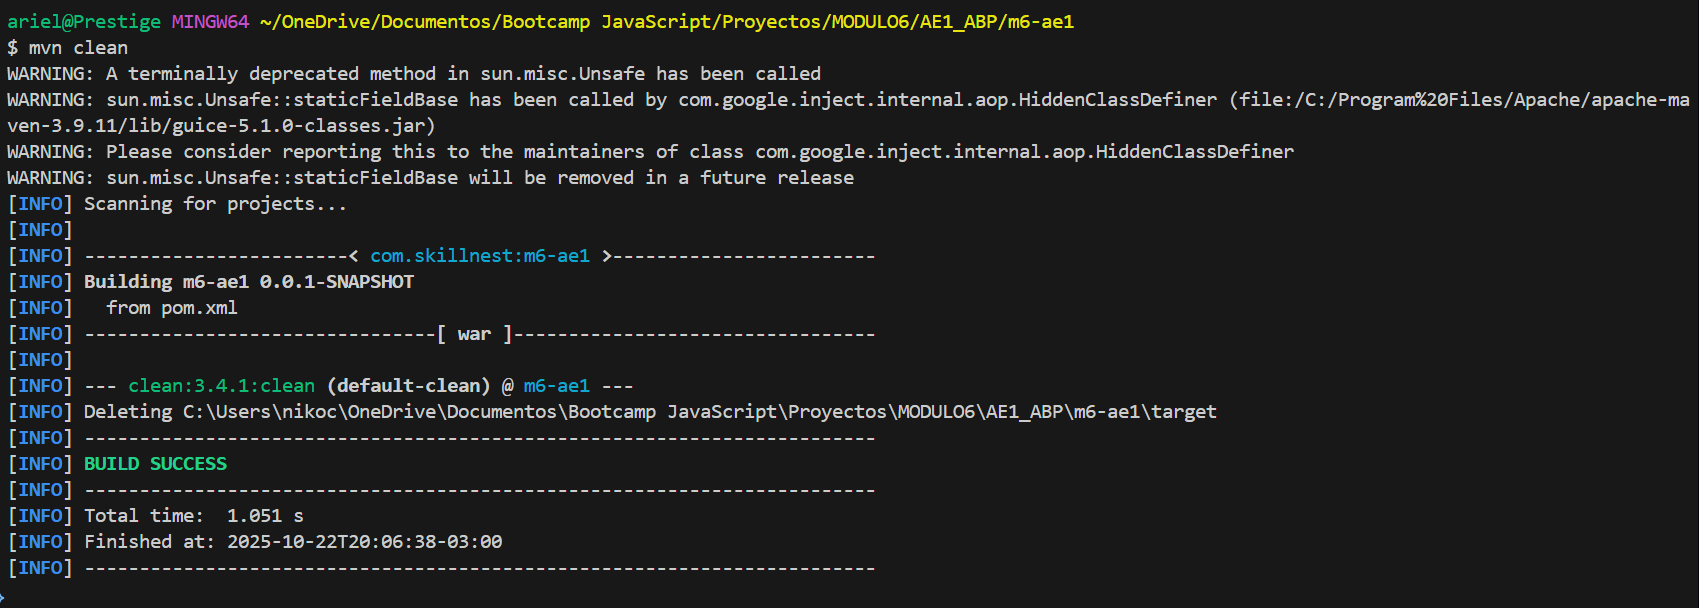 ariel@Prestige MINGW64 ~/OneDrive/Documentos/Bootcamp JavaScript/Proyectos/MODULO6/AE1_ABP/m6-ae1
$ mvn clean
WARNING: A terminally deprecated method in sun.misc.Unsafe has been called
WARNING: sun.misc.Unsafe::staticFieldBase has been called by com.google.inject.internal.aop.HiddenClassDefiner (file:/C:/Program%20Files/Apache/apache-ma
ven-3.9.11/lib/guice-5.1.0-classes.jar)
WARNING: Please consider reporting this to the maintainers of class com.google.inject.internal.aop.HiddenClassDefiner
WARNING: sun.misc.Unsafe::staticFieldBase will be removed in a future release
[INFO] Scanning for projects...
[INFO]
[INFO] ------------------------< com.skillnest:m6-ae1 >------------------------
[INFO] Building m6-ae1 0.0.1-SNAPSHOT
[INFO]   from pom.xml
[INFO] --------------------------------[ war ]---------------------------------
[INFO]
[INFO] --- clean:3.4.1:clean (default-clean) @ m6-ae1 ---
[INFO] Deleting C:\Users\nikoc\OneDrive\Documentos\Bootcamp JavaScript\Proyectos\MODULO6\AE1_ABP\m6-ae1\target
[INFO] ------------------------------------------------------------------------
[INFO] BUILD SUCCESS
[INFO] ------------------------------------------------------------------------
[INFO] Total time:  1.051 s
[INFO] Finished at: 2025-10-22T20:06:38-03:00
[INFO] ------------------------------------------------------------------------